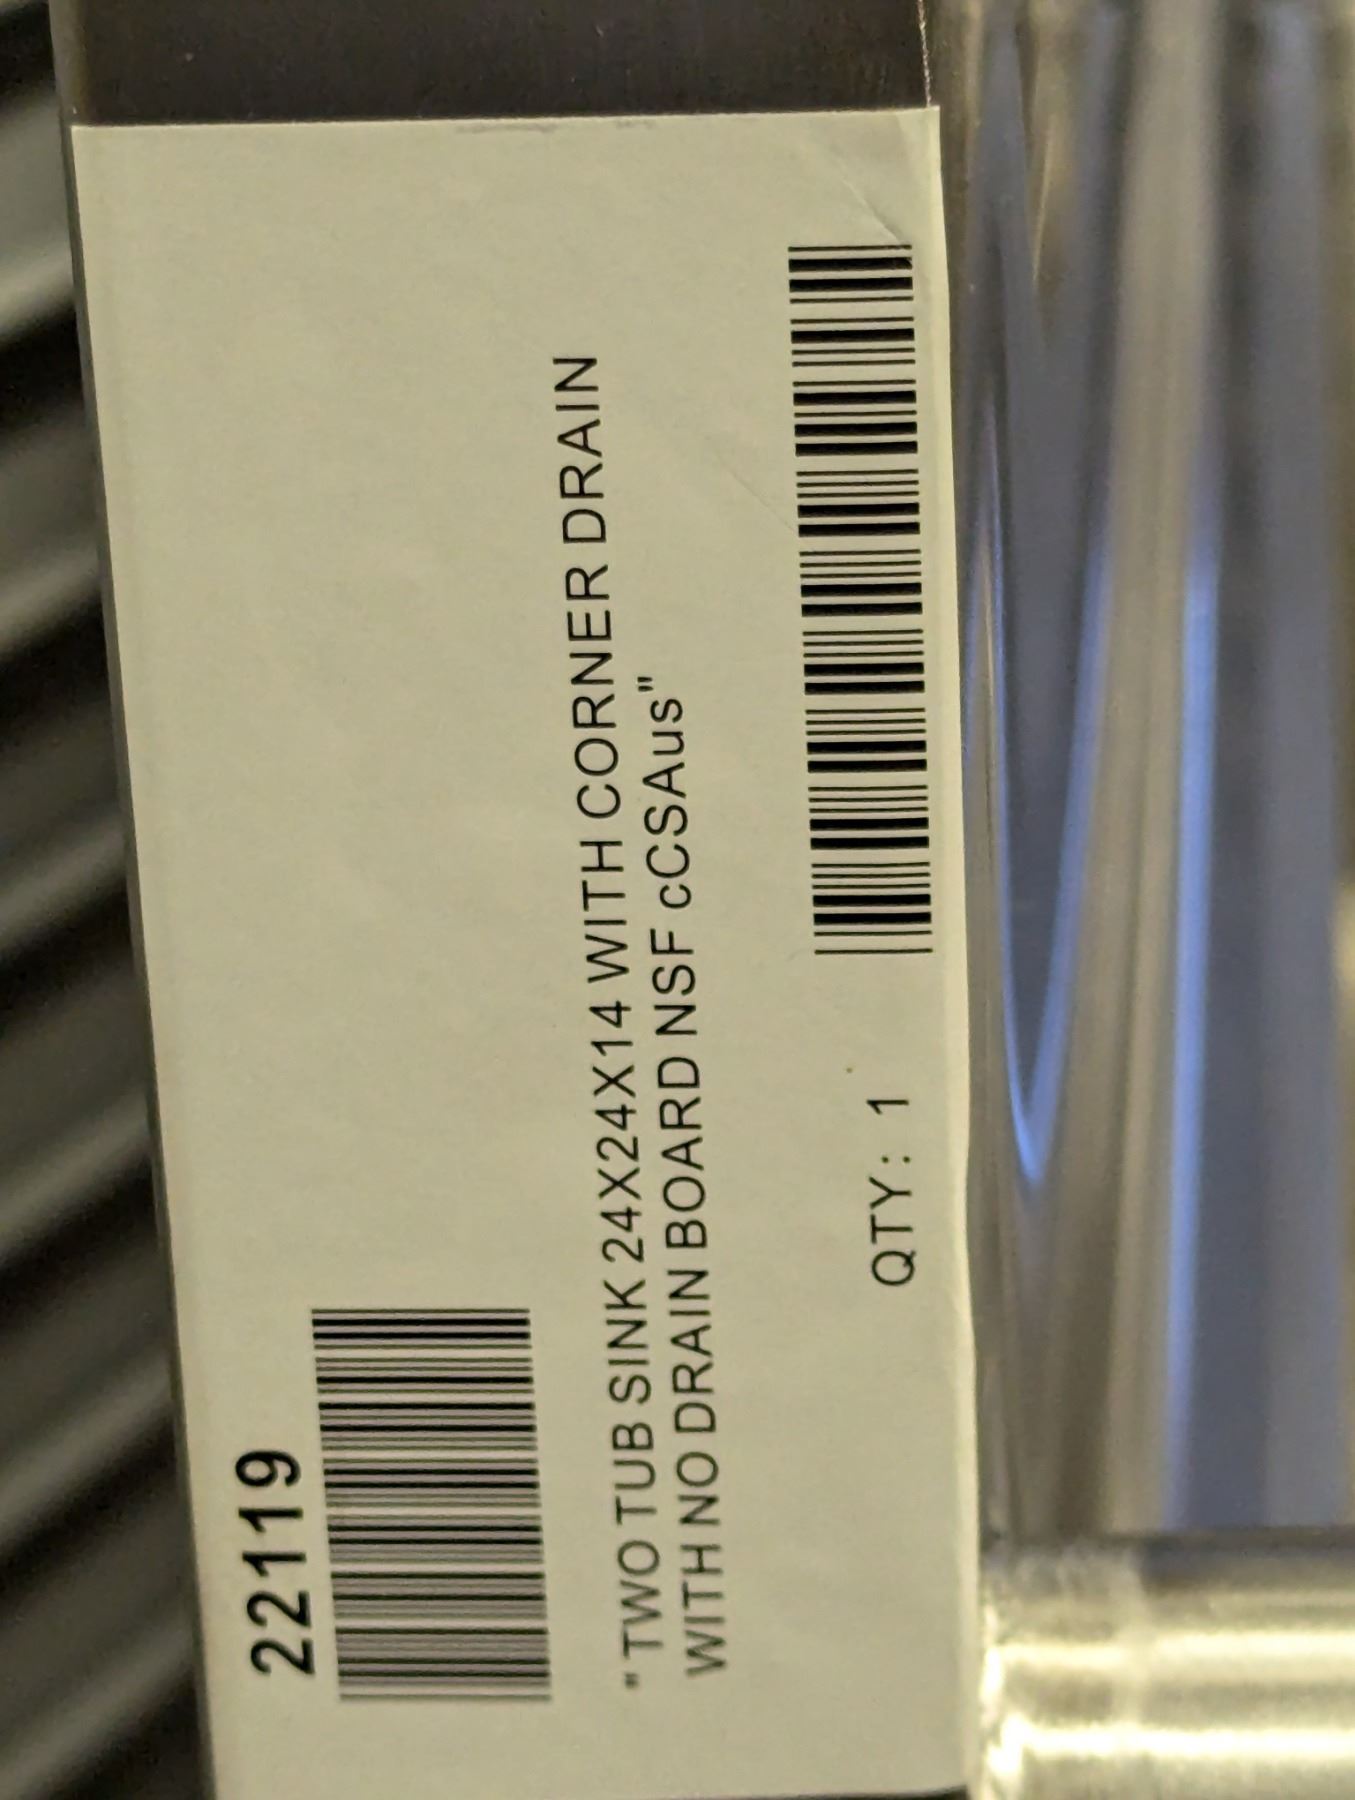 22119
"TWO TUB SINK 24X24X14 WITH CORNER DRAIN
WITH NO DRAIN BOARD NSF cCSAus"
QTY: 1